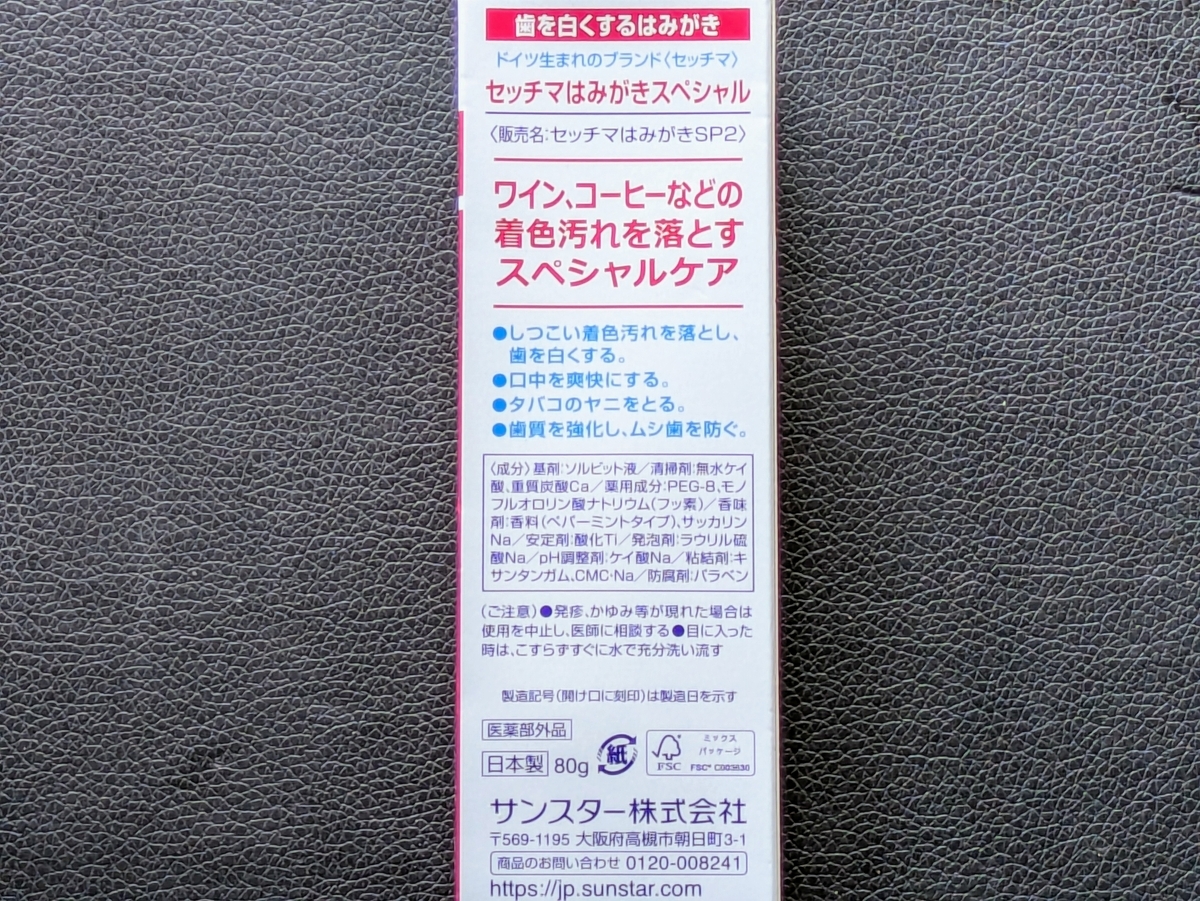 歯を白くするはみがき
ドイツ生まれのブランド〈セッチマ〉
セッチマはみがきスペシャル
〈販売名:セッチマはみがきSP2〉
ワイン、コーヒーなどの
着色汚れを落とす
スペシャルケア
●しつこい着色汚れを落とし、
歯を白くする。
●口中を爽快にする。
●タバコのヤニをとる。
●歯質を強化し、ムシ歯を防ぐ。
〈成分〉基剤:ソルビット液/清掃剤:無水ケイ
酸、重質炭酸Ca/薬用成分:PEG-8、モノ
フルオロリン酸ナトリウム(フッ素)/香味
剤:香料(ペパーミントタイプ)、サッカリン
Na/安定剤:酸化Ti/発泡剤:ラウリル硫
酸Na/pH調整剤:ケイ酸Na/粘結剤:キ
サンタンガム、CMC・Na/防腐剤:パラベン
(ご注意)●発疹、かゆみ等が現れた場合は
使用を中止し、医師に相談する●目に入った
時は、こすらずすぐに水で充分洗い流す
製造記号(開け口に刻印)は製造日を示す
医薬部外品
日本製 80g 紙
FSC
ミックス
パッケージ
FSC® C003630
サンスター株式会社
〒569-1195 大阪府高槻市朝日町3-1
商品のお問い合わせ 0120-008241
https://jp.sunstar.com